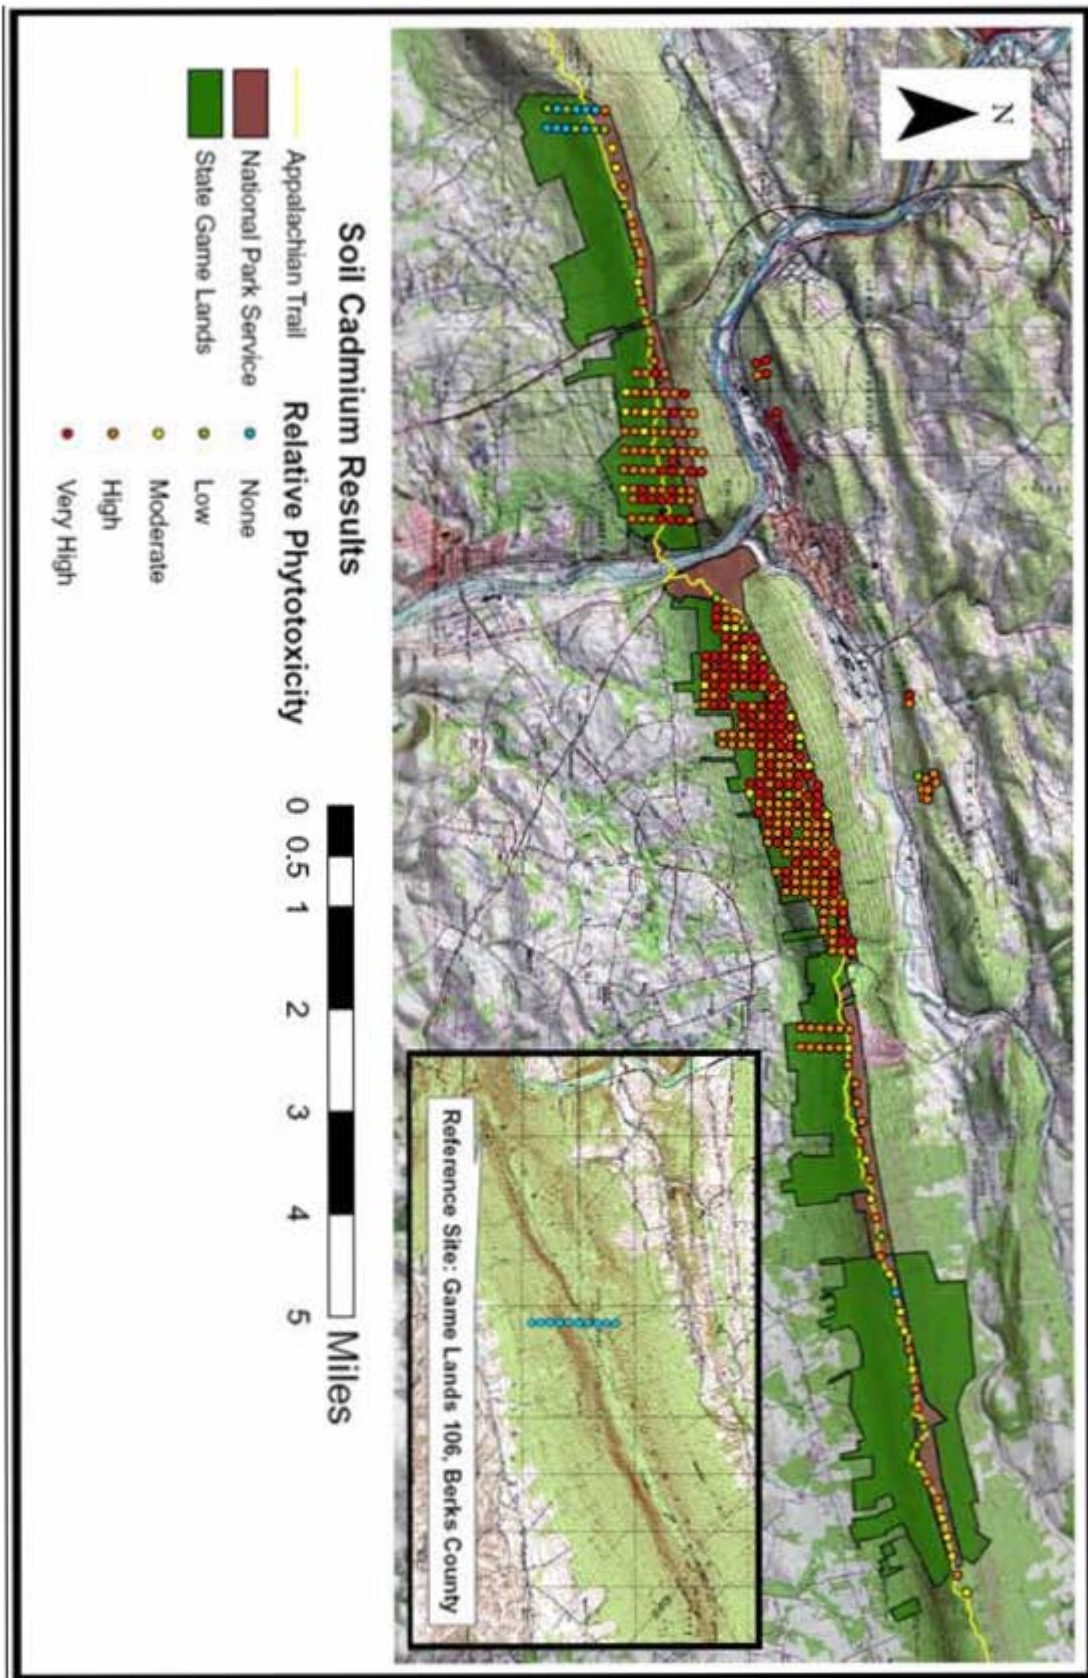 N
Reference Site: Game Lands 106, Berks County
Soil Cadmium Results
Appalachian Trail
National Park Service
State Game Lands
Relative Phytotoxicity
None
Low
Moderate
High
Very High
0 0.5 1 2 3 4 5 Miles